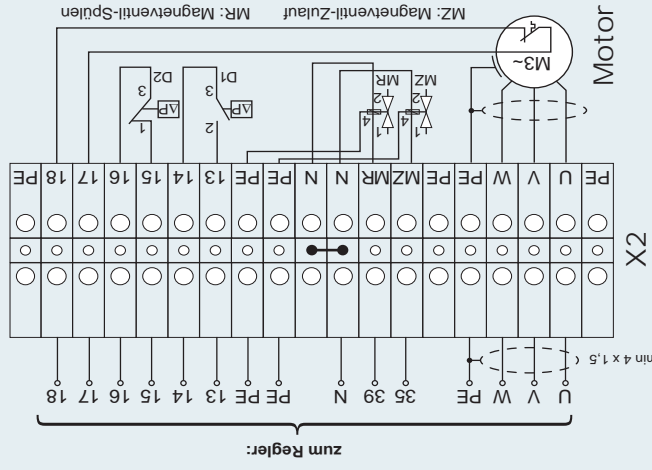 zum Regler:
U V W PE 35 39 N PE PE 13 14 15 16 17 18
min 4 x 1,5
X2
PE U V W PE PE MZ MR N N PE PE 13 14 15 16 17 18 PE
1 4 2 MZ
1 4 2 MR
2 ΔP 3 D1
1 ΔP 3 D2
M3~
Motor
MZ: Magnetventil-Zulauf MR: Magnetventil-Spülen